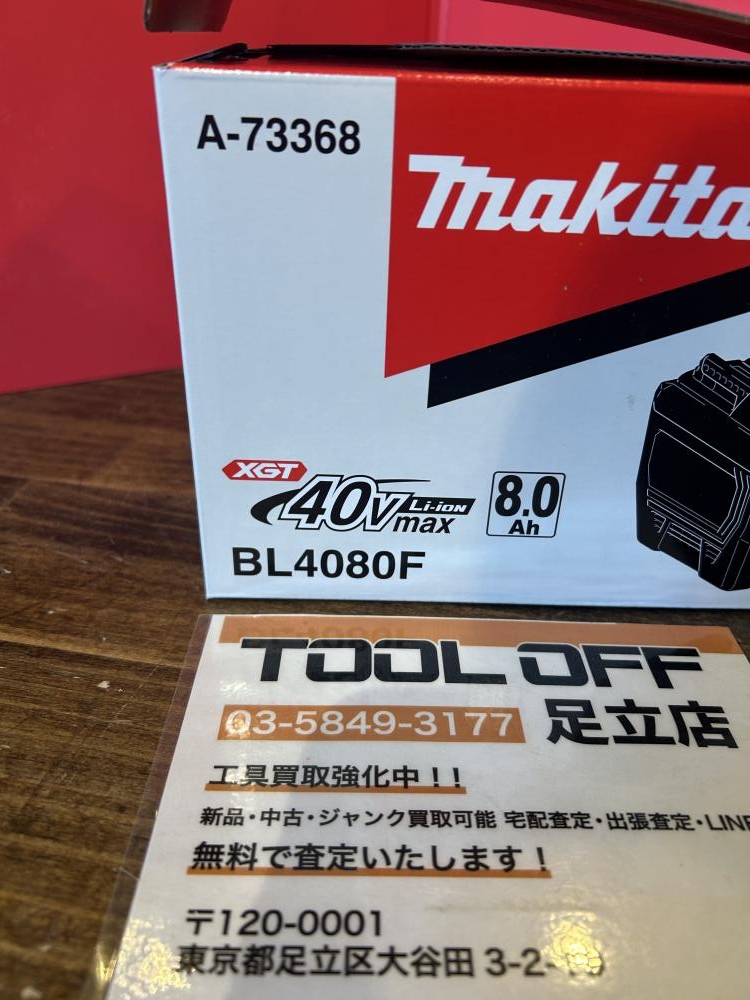 A-73368
makita
XGT
40Vmax Li-ion
8.0
Ah
BL4080F
TOOL OFF
03-5849-3177 足立店
工具買取強化中!!
新品・中古・ジャンク買取可能 宅配査定・出張査定・LINE
無料で査定いたします!
〒120-0001
東京都足立区大谷田 3-2-